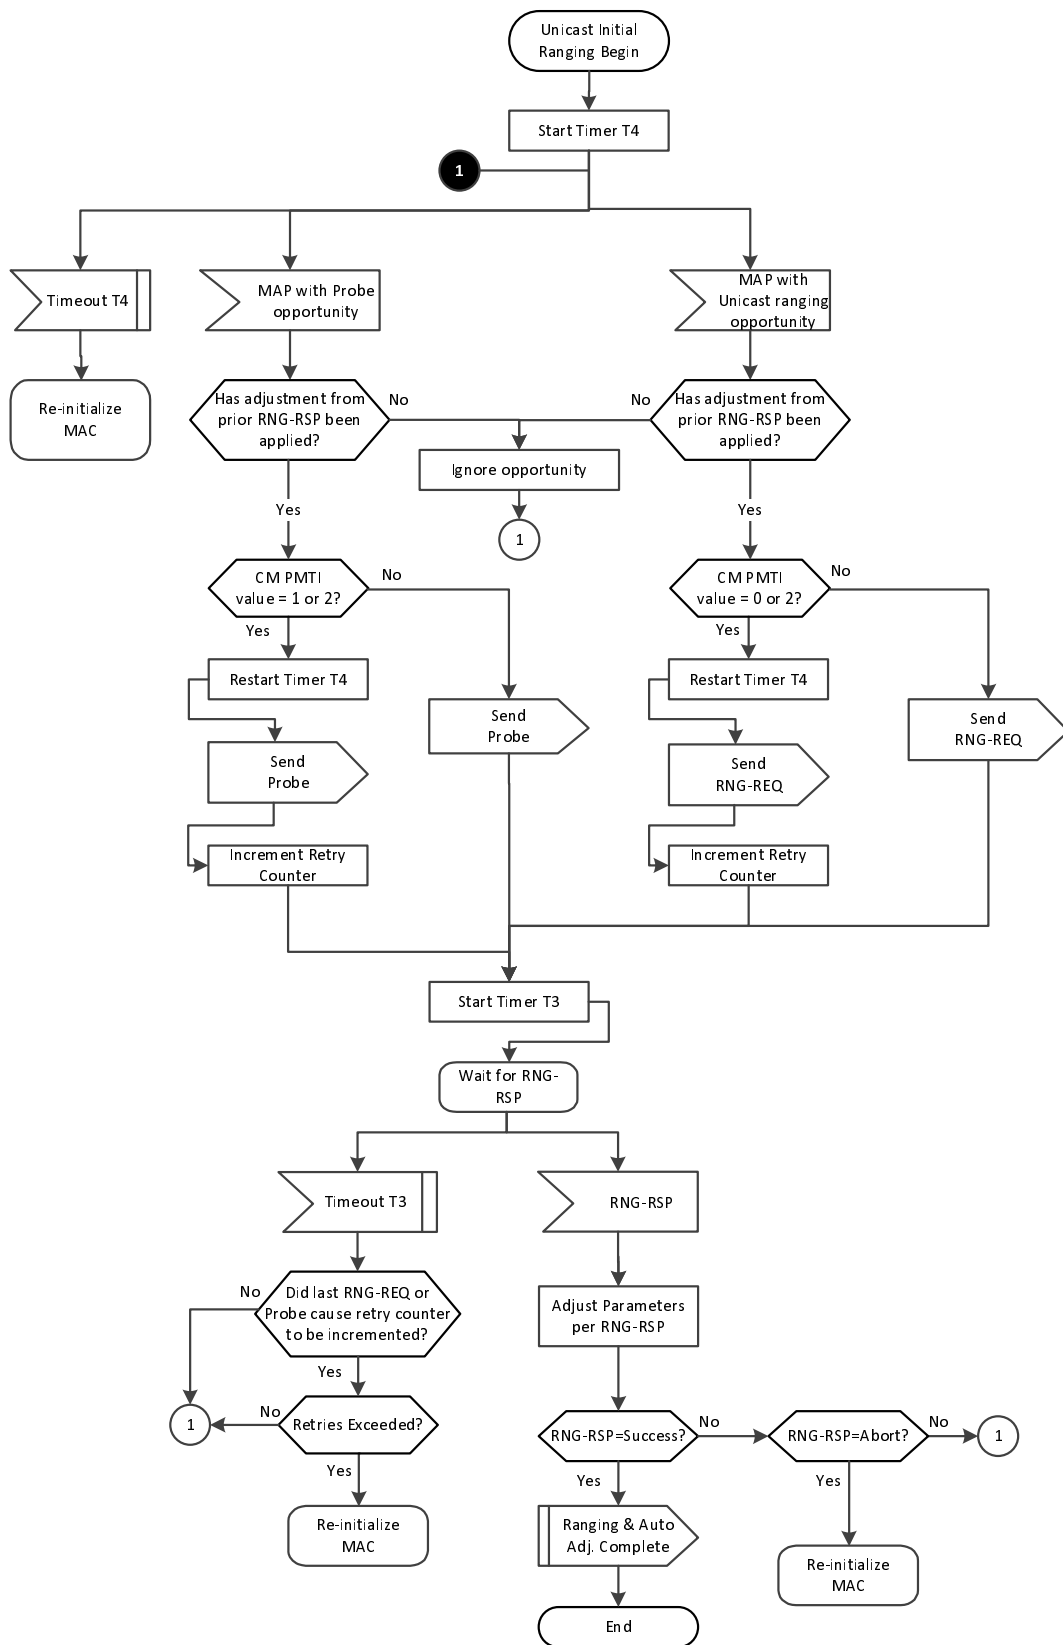 Unicast Initial
Ranging Begin
Start Timer T4
1
Timeout T4
MAP with Probe
opportunity
MAP with
Unicast ranging
opportunity
Re-initialize
MAC
Has adjustment from
prior RNG-RSP been
applied?
No
No
Has adjustment from
prior RNG-RSP been
applied?
Ignore opportunity
Yes
1
Yes
CM PMTI
value = 1 or 2?
No
CM PMTI
value = 0 or 2?
No
Yes
Yes
Restart Timer T4
Restart Timer T4
Send
Probe
Send
RNG-REQ
Send
Probe
Send
RNG-REQ
Increment Retry
Counter
Increment Retry
Counter
Start Timer T3
Wait for RNG-
RSP
Timeout T3
RNG-RSP
No
Did last RNG-REQ or
Probe cause retry counter
to be incremented?
Adjust Parameters
per RNG-RSP
Yes
1
No
Retries Exceeded?
RNG-RSP=Success?
No
RNG-RSP=Abort?
No
1
Yes
Yes
Yes
Re-initialize
MAC
Ranging & Auto
Adj. Complete
Re-initialize
MAC
End